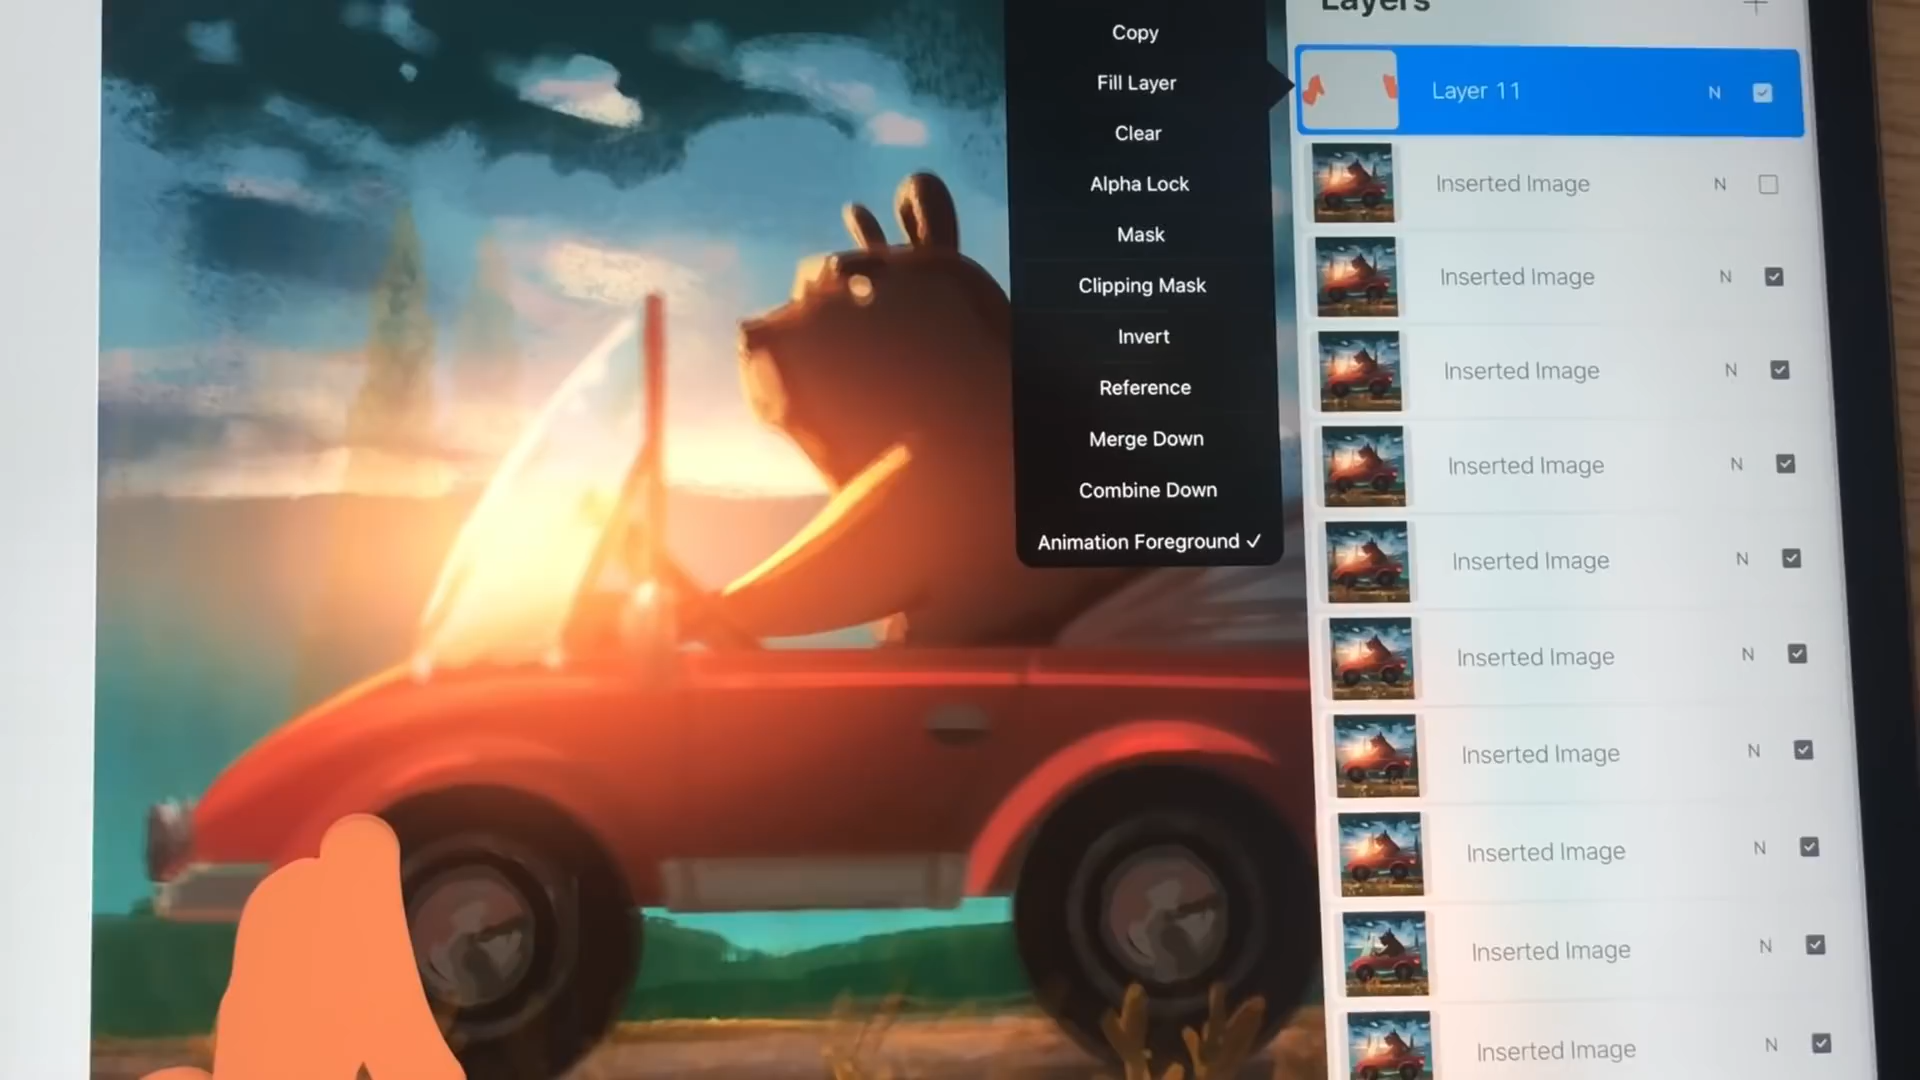 Layers
Copy
Fill Layer
Clear
Alpha Lock
Mask
Clipping Mask
Invert
Reference
Merge Down
Combine Down
Animation Foreground ✓
Layer 11 N
Inserted Image N
Inserted Image N
Inserted Image N
Inserted Image N
Inserted Image N
Inserted Image N
Inserted Image N
Inserted Image N
Inserted Image N
Inserted Image N